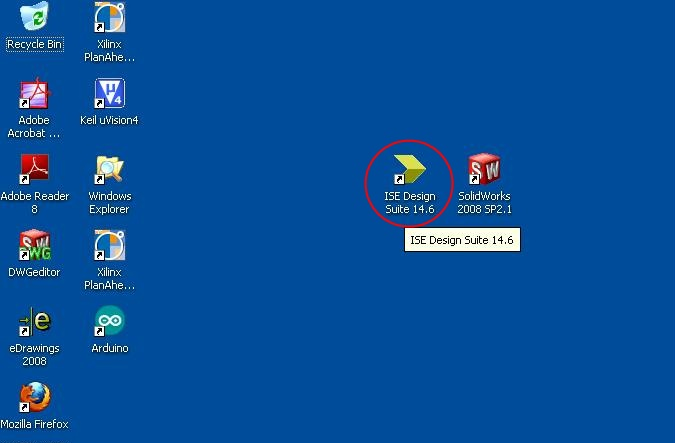 Recycle Bin
Xilinx
PlanAhe...
Adobe
Acrobat ...
Keil uVision4
Adobe Reader
8
Windows
Explorer
ISE Design
Suite 14.6
SolidWorks
2008 SP2.1
ISE Design Suite 14.6
DWGeditor
Xilinx
PlanAhe...
eDrawings
2008
Arduino
Mozilla Firefox